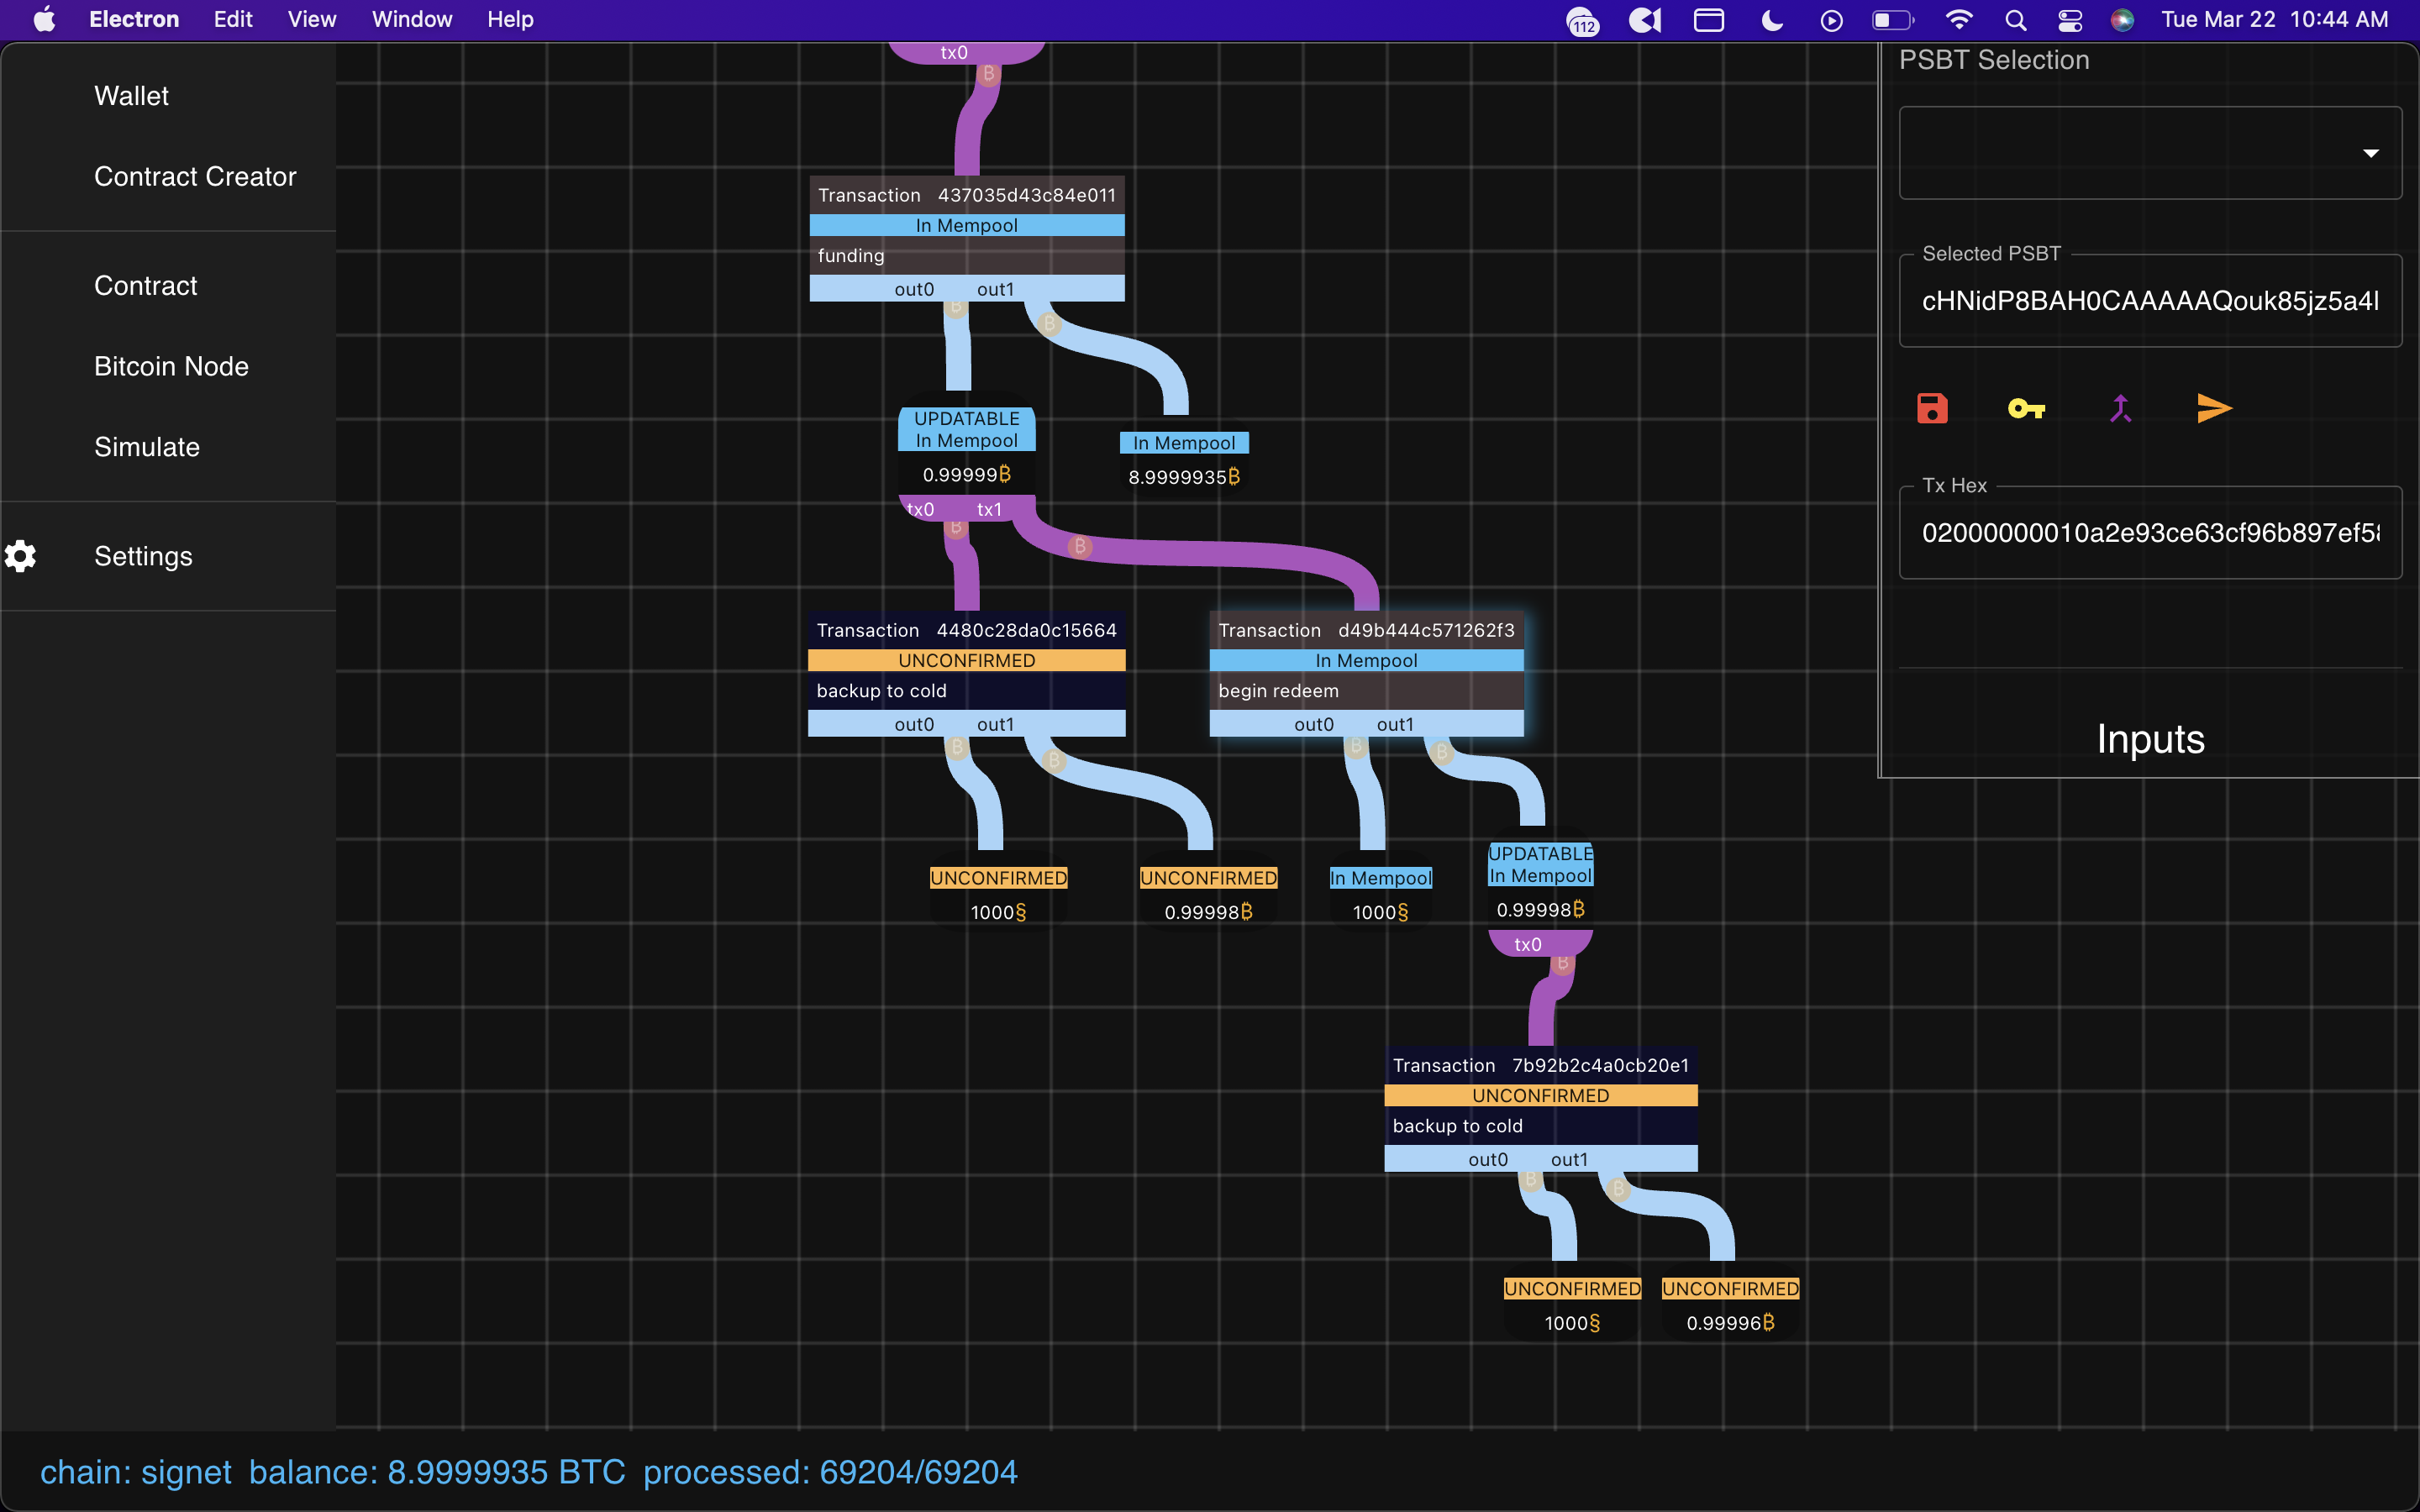 Electron Edit View Window Help 112 Tue Mar 22 10:44 AM
Wallet
Contract Creator
Contract
Bitcoin Node
Simulate
Settings
tx0
Transaction 437035d43c84e011
In Mempool
funding
out0 out1
UPDATABLE
In Mempool
0.99999₿
tx0 tx1
In Mempool
8.9999935₿
Transaction 4480c28da0c15664
UNCONFIRMED
backup to cold
out0 out1
Transaction d49b444c571262f3
In Mempool
begin redeem
out0 out1
UNCONFIRMED
1000§
UNCONFIRMED
0.99998₿
In Mempool
1000§
UPDATABLE
In Mempool
0.99998₿
tx0
Transaction 7b92b2c4a0cb20e1
UNCONFIRMED
backup to cold
out0 out1
UNCONFIRMED
1000§
UNCONFIRMED
0.99996₿
PSBT Selection
Selected PSBT
cHNidP8BAH0CAAAAAQouk85jz5a4l
Tx Hex
02000000010a2e93ce63cf96b897ef58
Inputs
chain: signet balance: 8.9999935 BTC processed: 69204/69204